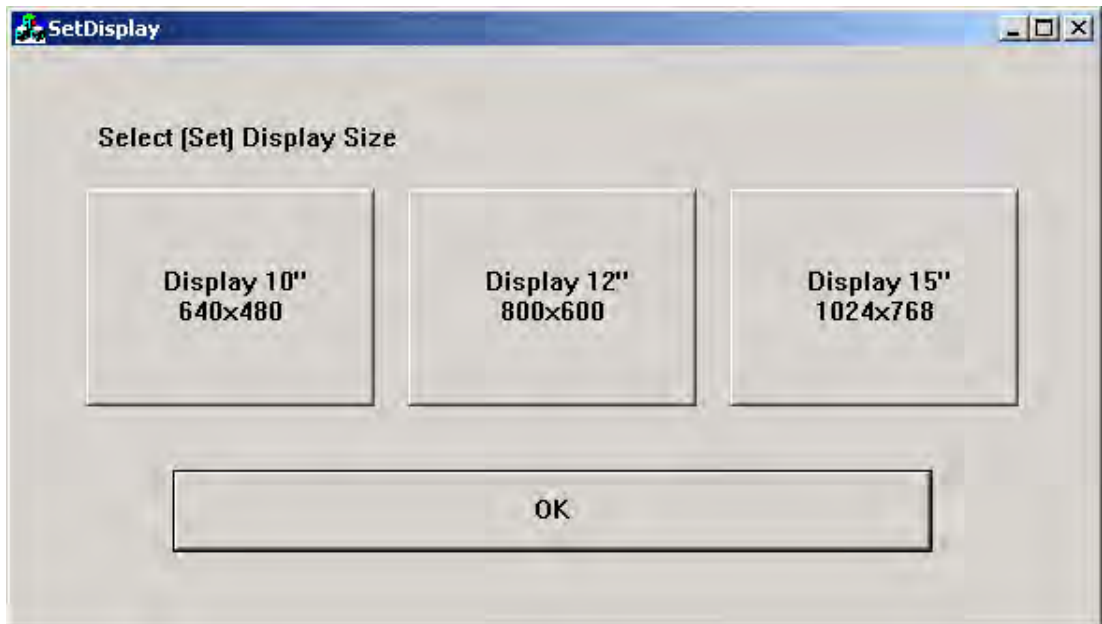 SetDisplay
Select (Set) Display Size
Display 10"
640x480
Display 12"
800x600
Display 15"
1024x768
OK